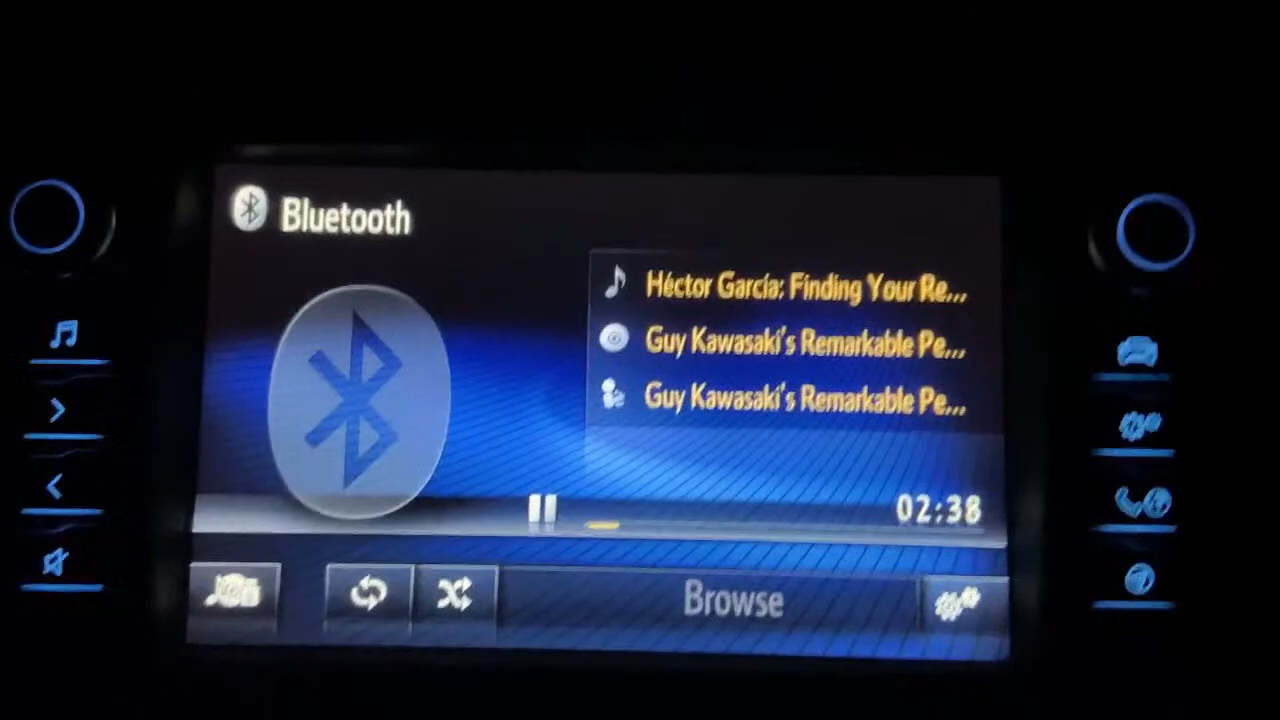 Bluetooth
Héctor García: Finding Your Re...
Guy Kawasaki's Remarkable Pe...
Guy Kawasaki's Remarkable Pe...
02:38
Browse